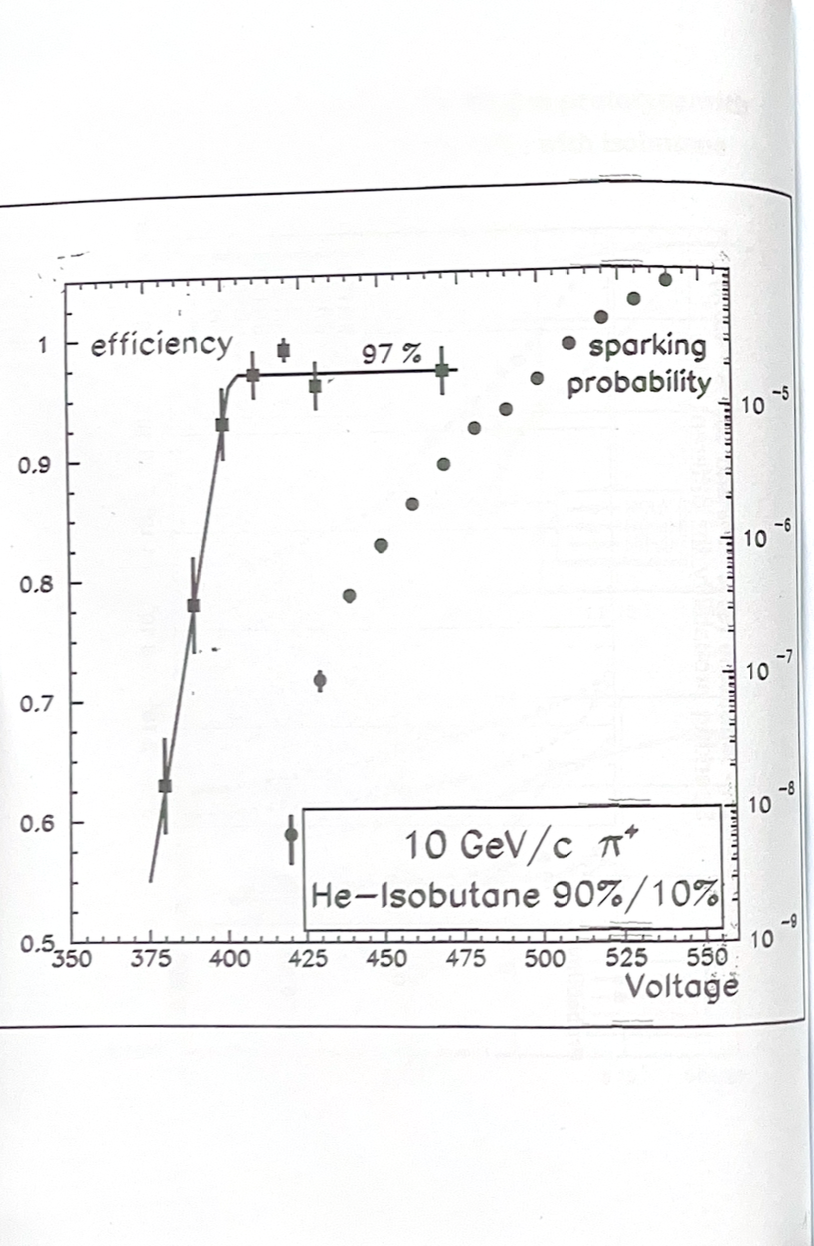 efficiency
97 %
sparking
probability
1
0.9
0.8
0.7
0.6
0.5
10 -5
10 -6
10 -7
10 -8
10 -9
10 GeV/c π⁺
He-Isobutane 90%/10%
350 375 400 425 450 475 500 525 550
Voltage